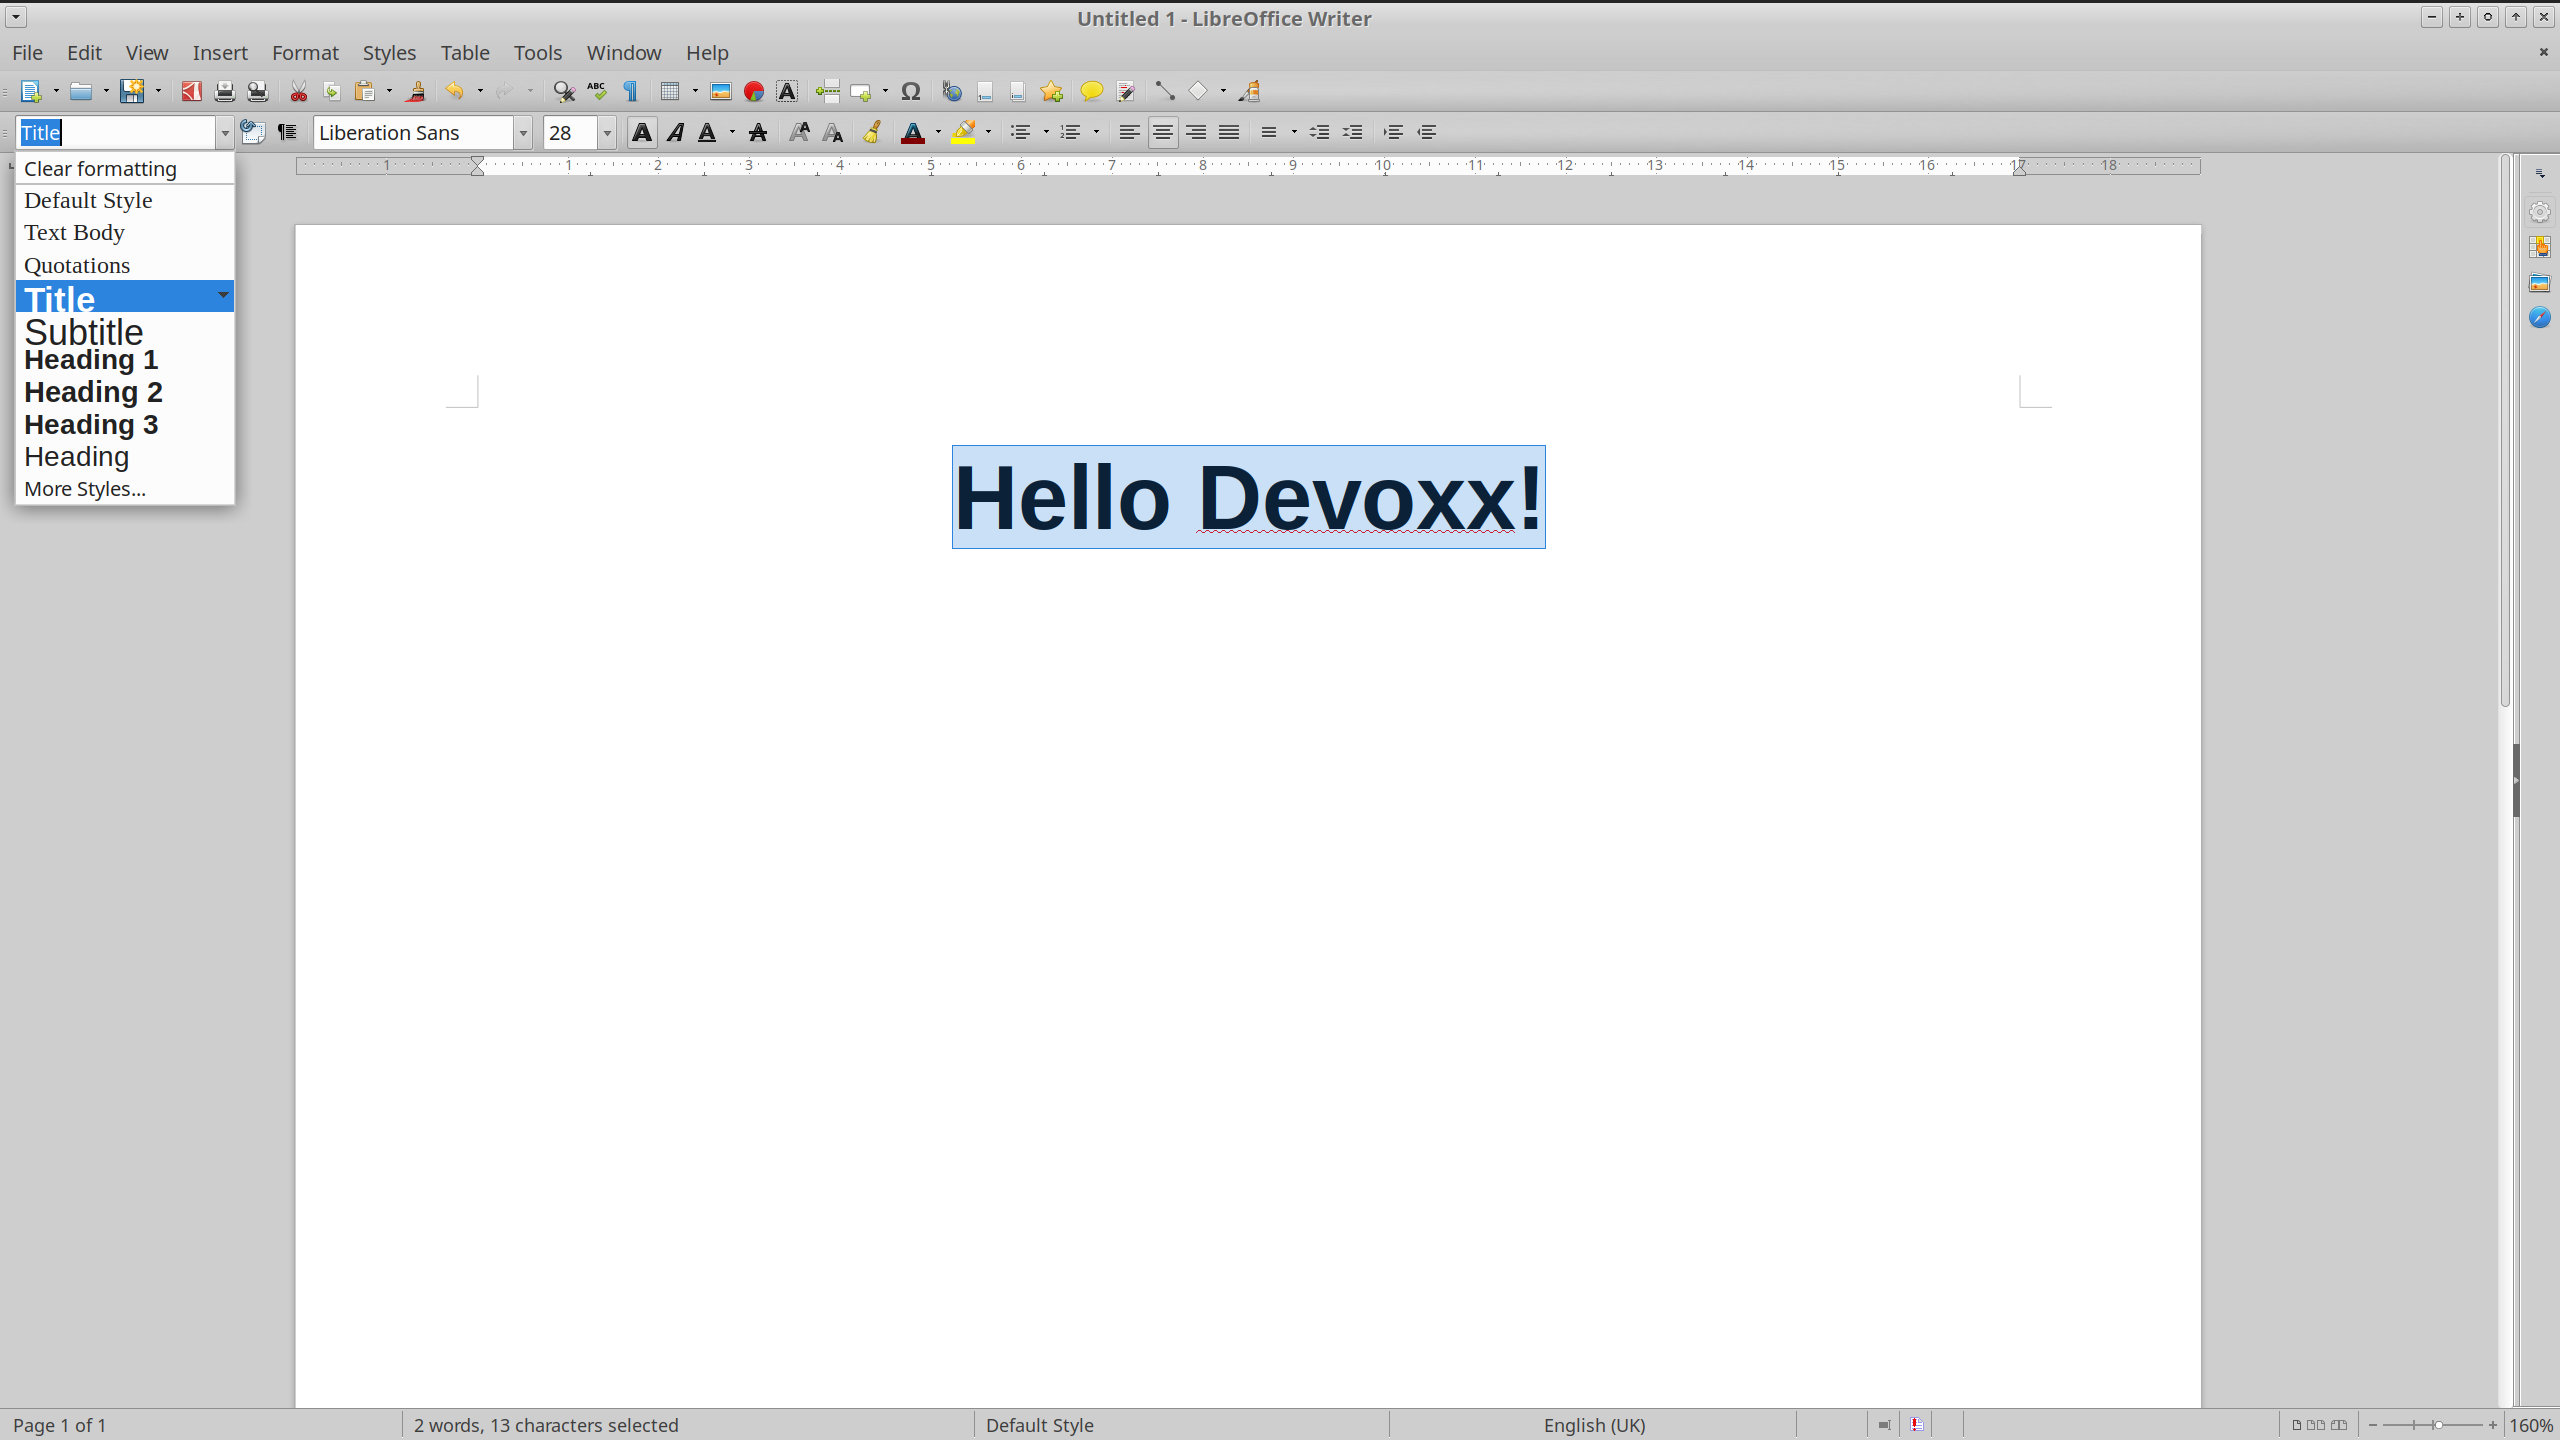 Untitled 1 - LibreOffice Writer
File Edit View Insert Format Styles Table Tools Window Help
Title Liberation Sans 28
1 1 2 3 4 5 6 7 8 9 10 11 12 13 14 15 16 17 18
Clear formatting
Default Style
Text Body
Quotations
Title
Subtitle
Heading 1
Heading 2
Heading 3
Heading
More Styles...
Hello Devoxx!
Page 1 of 1 2 words, 13 characters selected Default Style English (UK) 160%